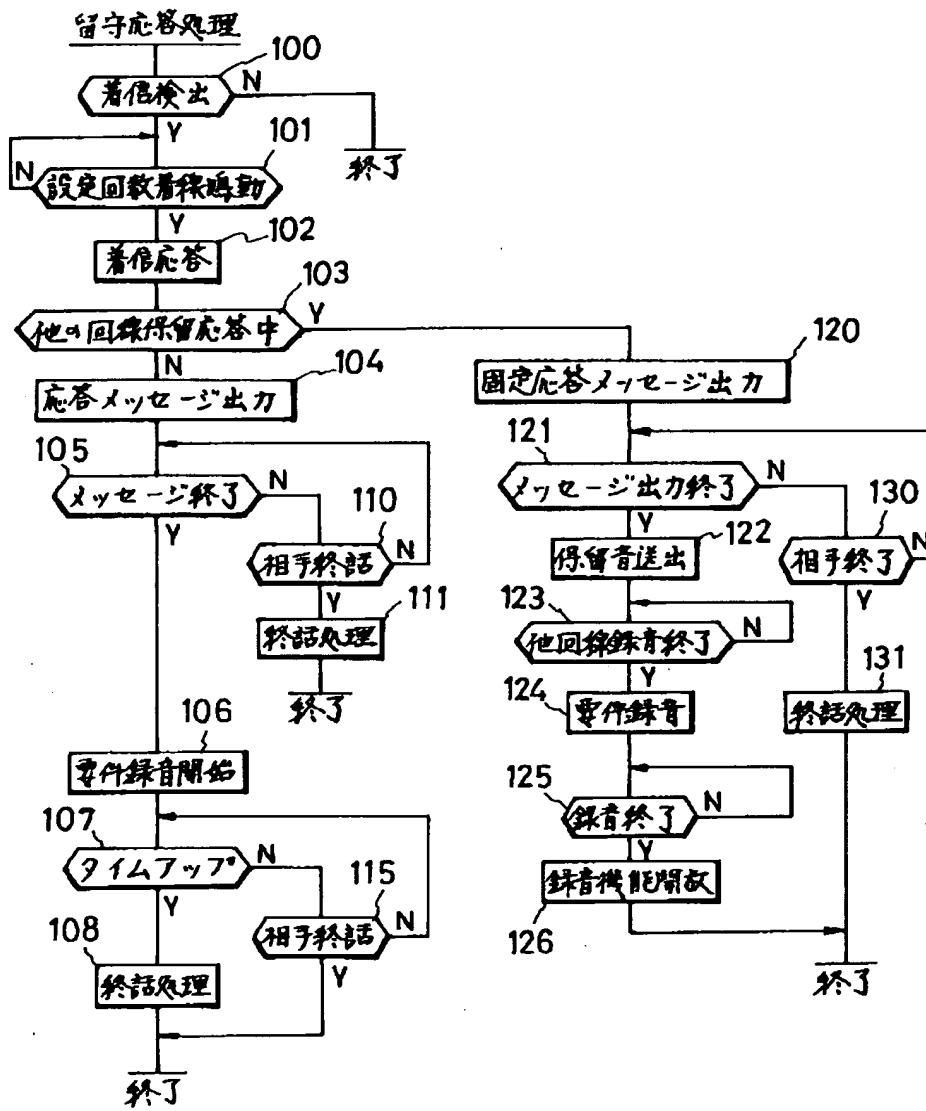 留守応答処理
100
着信検出
N
Y
101
終了
N
設定回数着線鳴動
Y
102
着信応答
103
他の回線保留応答中
Y
N
104
応答メッセージ出力
120
固定応答メッセージ出力
105
メッセージ終了
N
Y
110
相手終話
N
Y
111
終話処理
終了
121
メッセージ出力終了
N
Y
122
130
保留音送出
相手終了
N
Y
123
他回線録音終了
N
Y
124
要件録音
131
終話処理
106
要件録音開始
125
録音終了
N
Y
107
タイムアップ
N
Y
115
相手終話
N
Y
録音機能開放
126
108
終話処理
終了
終了